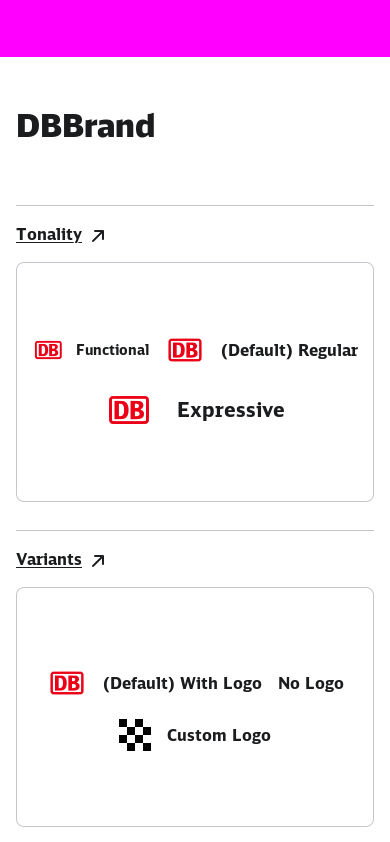 DBBrand
Tonality
DB Functional DB (Default) Regular
DB Expressive
Variants
DB (Default) With Logo No Logo
Custom Logo